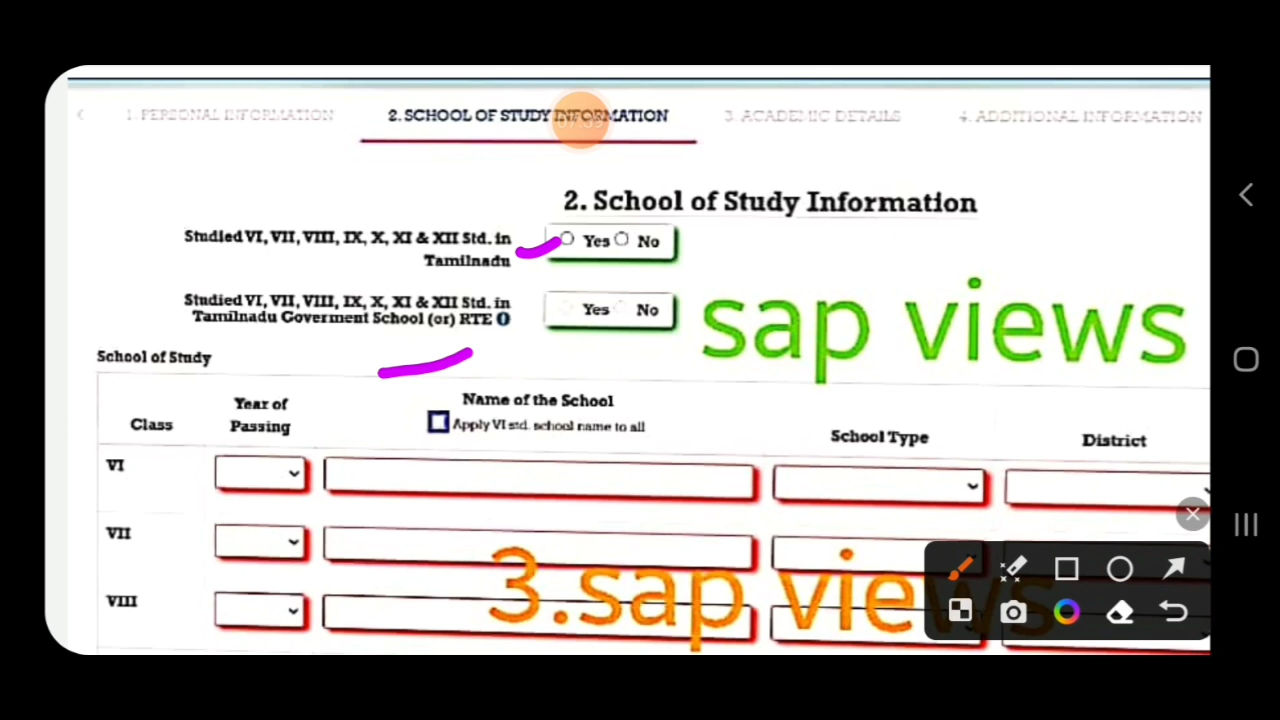 1. PERSONAL INFORMATION 2. SCHOOL OF STUDY INFORMATION 3. ACADEMIC DETAILS 4. ADDITIONAL INFORMATION
2. School of Study Information
Studied VI, VII, VIII, IX, X, XI & XII Std. in
Tamilnadu
Yes No
Studied VI, VII, VIII, IX, X, XI & XII Std. in
Tamilnadu Goverment School (or) RTE
Yes No
sap views
School of Study
Class
Year of
Passing
Name of the School
Apply VI std. school name to all
School Type
District
VI
VII
VIII
3.sap views